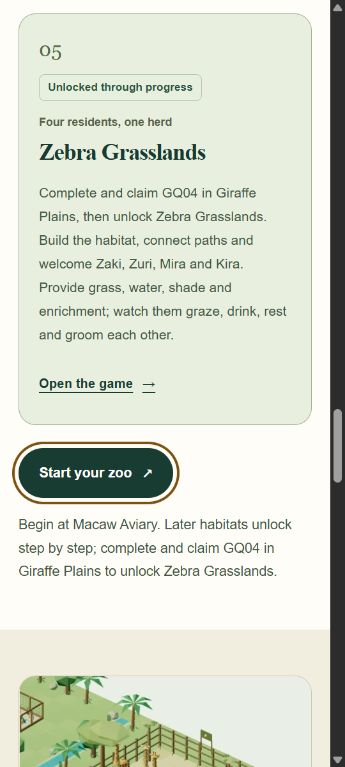 05
Unlocked through progress
Four residents, one herd
Zebra Grasslands
Complete and claim GQ04 in Giraffe
Plains, then unlock Zebra Grasslands.
Build the habitat, connect paths and
welcome Zaki, Zuri, Mira and Kira.
Provide grass, water, shade and
enrichment; watch them graze, drink, rest
and groom each other.
Open the game →
Start your zoo ↗
Begin at Macaw Aviary. Later habitats unlock
step by step; complete and claim GQ04 in
Giraffe Plains to unlock Zebra Grasslands.